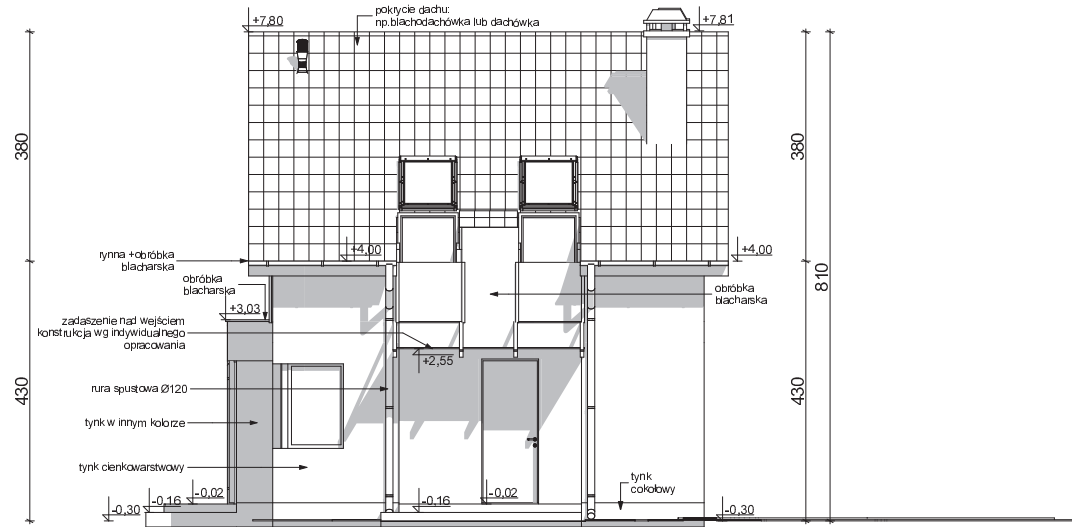 pokrycie dachu:
np.blachodachówka lub dachówka
+7,80
+7,81
380
380
+4,00
+4,00
rynna +obróbka
blacharska
obróbka
blacharska
+3,03
810
obróbka
blacharska
zadaszenie nad wejściem
konstrukcja wg indywidualnego
opracowania
+2,55
430
430
rura spustowa Ø120
tynk w innym kolorze
tynk cienkowarstwowy
tynk
cokołowy
-0,02
-0,02
-0,16
-0,16
-0,30
-0,30